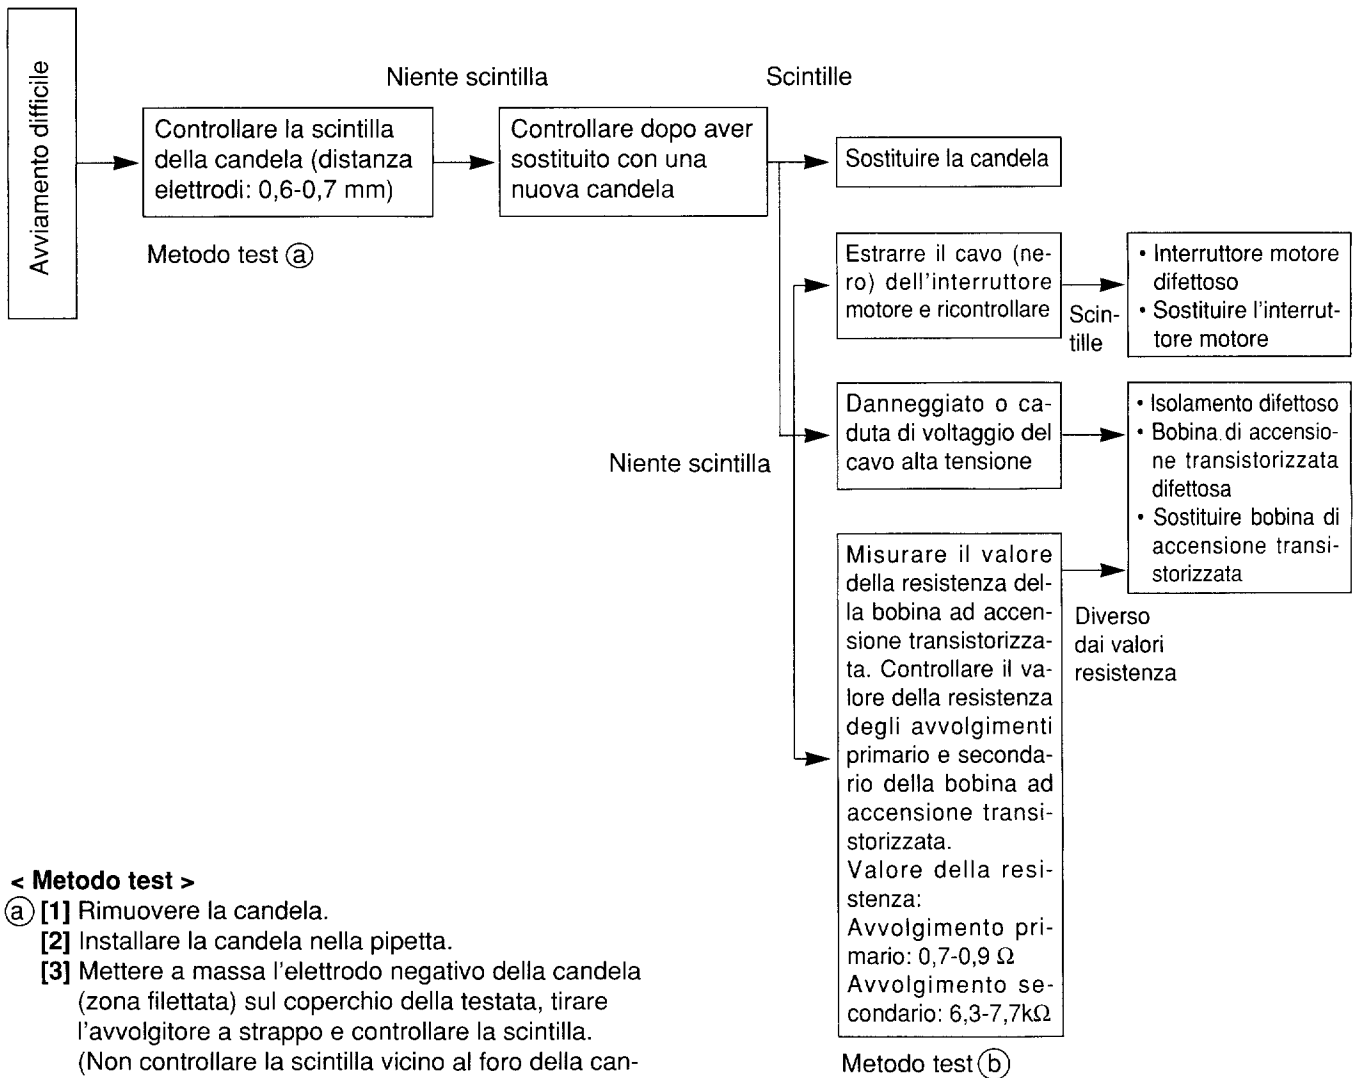 Avviamento difficile
Niente scintilla
Scintille
Controllare la scintilla
della candela (distanza
elettrodi: 0,6-0,7 mm)
Metodo test ⓐ
Controllare dopo aver
sostituito con una
nuova candela
Sostituire la candela
Estrarre il cavo (ne-
ro) dell'interruttore
motore e ricontrollare
Scin-
tille
• Interruttore motore
difettoso
• Sostituire l'interrut-
tore motore
Niente scintilla
Danneggiato o ca-
duta di voltaggio del
cavo alta tensione
• Isolamento difettoso
• Bobina di accensio-
ne transistorizzata
difettosa
• Sostituire bobina di
accensione transi-
storizzata
Misurare il valore
della resistenza del-
la bobina ad accen-
sione transistorizza-
ta. Controllare il va-
lore della resistenza
degli avvolgimenti
primario e seconda-
rio della bobina ad
accensione transi-
storizzata.
Valore della resi-
stenza:
Avvolgimento pri-
mario: 0,7-0,9 Ω
Avvolgimento se-
condario: 6,3-7,7kΩ
Diverso
dai valori
resistenza
Metodo test ⓑ
< Metodo test >
ⓐ [1] Rimuovere la candela.
[2] Installare la candela nella pipetta.
[3] Mettere a massa l'elettrodo negativo della candela
(zona filettata) sul coperchio della testata, tirare
l'avvolgitore a strappo e controllare la scintilla.
(Non controllare la scintilla vicino al foro della can-